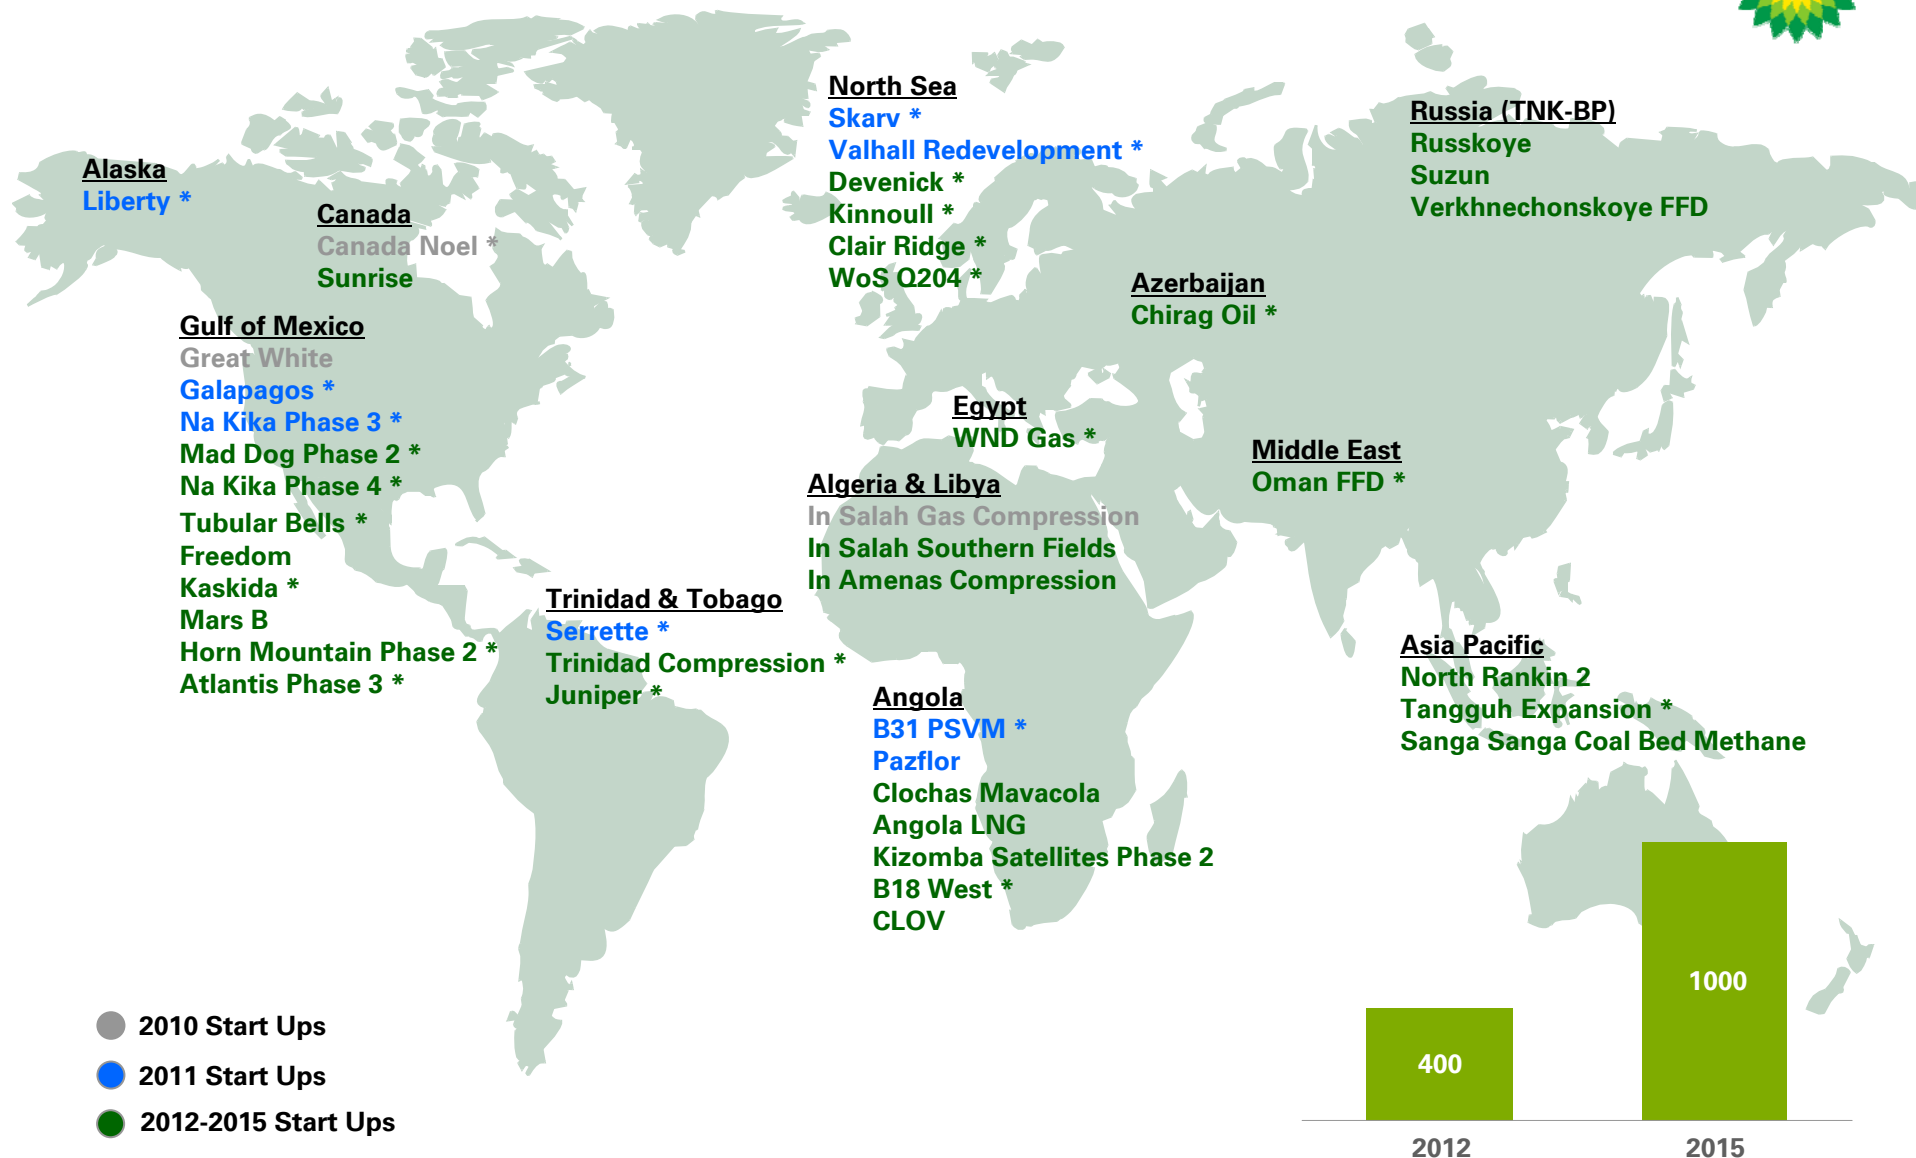 Alaska
Liberty *
Canada
Canada Noel *
Sunrise
Gulf of Mexico
Great White
Galapagos *
Na Kika Phase 3 *
Mad Dog Phase 2 *
Na Kika Phase 4 *
Tubular Bells *
Freedom
Kaskida *
Mars B
Horn Mountain Phase 2 *
Atlantis Phase 3 *
Trinidad & Tobago
Serrette *
Trinidad Compression *
Juniper *
North Sea
Skarv *
Valhall Redevelopment *
Devenick *
Kinnoull *
Clair Ridge *
WoS Q204 *
Russia (TNK-BP)
Russkoye
Suzun
Verkhnechonskoye FFD
Azerbaijan
Chirag Oil *
Egypt
WND Gas *
Middle East
Oman FFD *
Algeria & Libya
In Salah Gas Compression
In Salah Southern Fields
In Amenas Compression
Angola
B31 PSVM *
Pazflor
Clochas Mavacola
Angola LNG
Kizomba Satellites Phase 2
B18 West *
CLOV
Asia Pacific
North Rankin 2
Tangguh Expansion *
Sanga Sanga Coal Bed Methane
2010 Start Ups
2011 Start Ups
2012-2015 Start Ups
400
1000
2012
2015